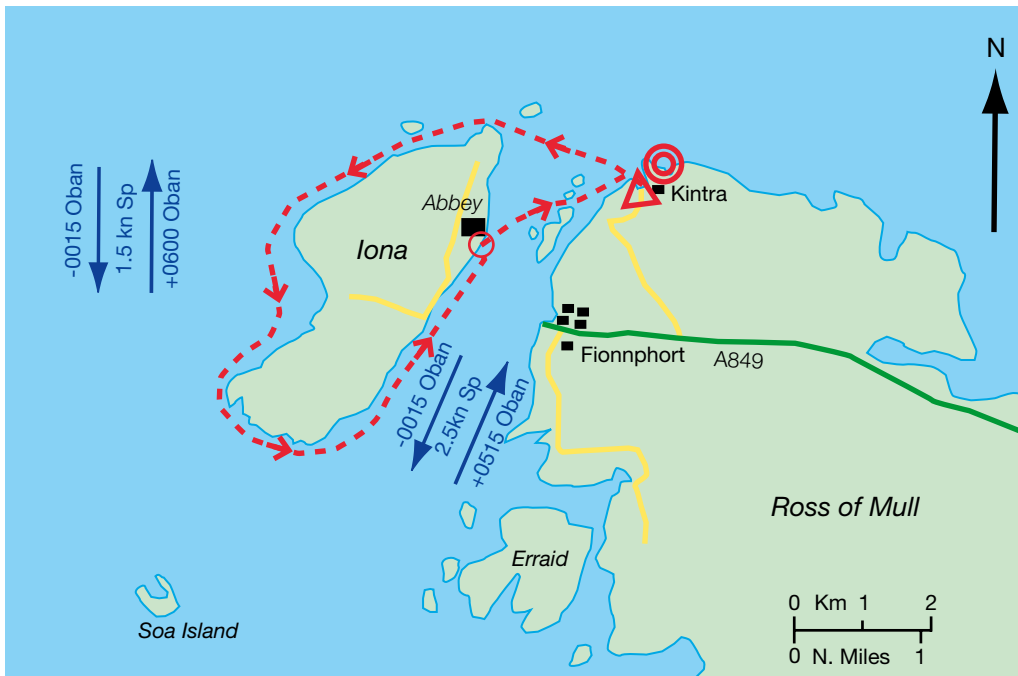 N
Kintra
Abbey
Iona
-0015 Oban
1.5 kn Sp
+0600 Oban
Fionnphort
A849
-0015 Oban
2.5kn Sp
+0515 Oban
Ross of Mull
Erraid
Soa Island
0 Km 1 2
0 N. Miles 1